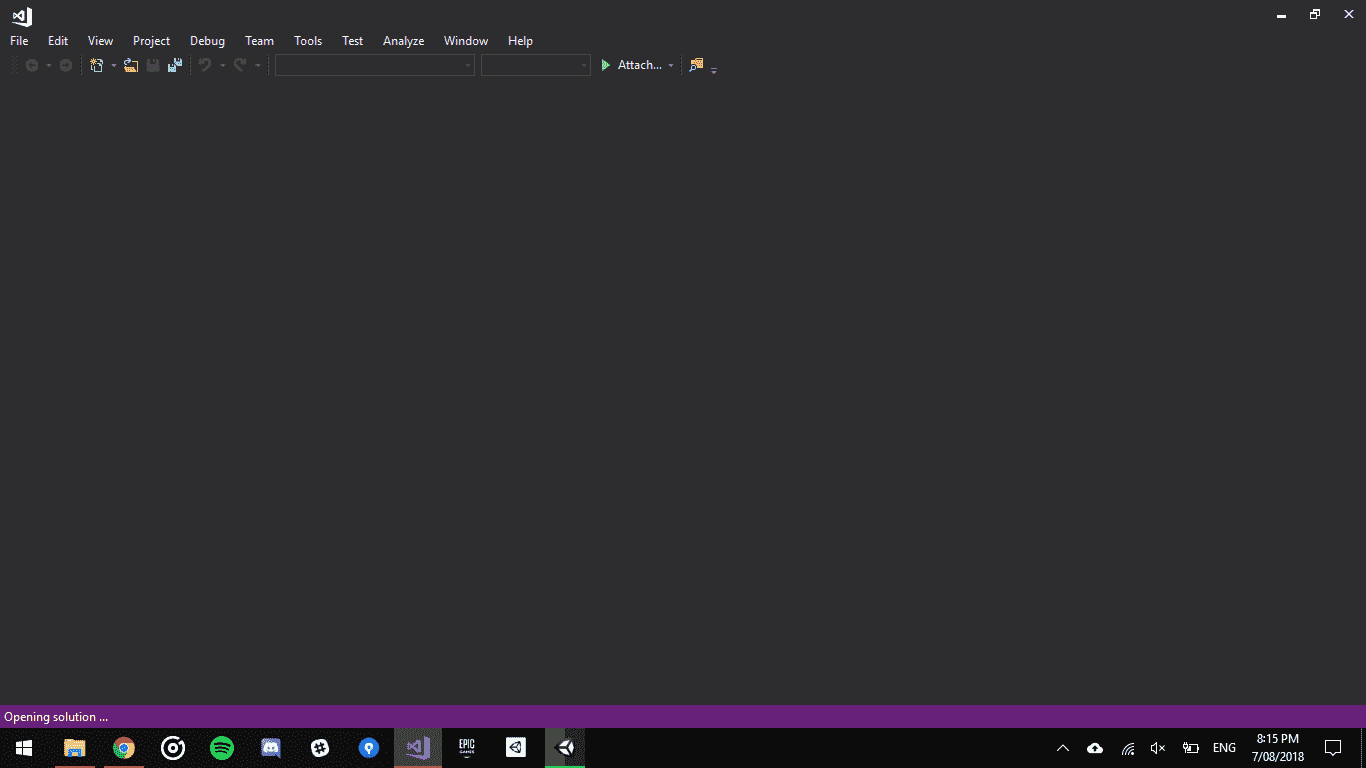 File Edit View Project Debug Team Tools Test Analyze Window Help
Attach...
Opening solution ...
EPIC
GAMES
ENG
8:15 PM
7/08/2018